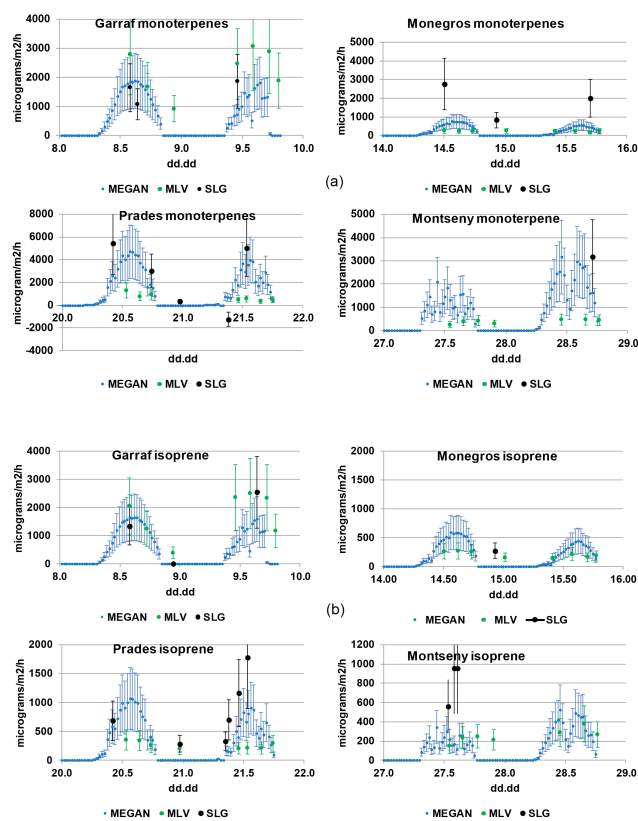 Garraf monoterpenes
micrograms/m2/h
4000
3000
2000
1000
0
8.0 8.5 9.0 9.5 10.0
dd.dd
MEGAN MLV SLG
Monegros monoterpenes
micrograms/m2/h
5000
4000
3000
2000
1000
0
14.0 14.5 15.0 15.5 16.0
dd.dd
MEGAN MLV SLG
(a)
Prades monoterpenes
micrograms/m2/h
8000
6000
4000
2000
0
-2000
-4000
20.0 20.5 21.0 21.5 22.0
dd.dd
MEGAN MLV SLG
Montseny monoterpene
micrograms/m2/h
5000
4000
3000
2000
1000
0
27.0 27.5 28.0 28.5 29.0
dd.dd
MEGAN MLV SLG
Garraf isoprene
micrograms/m2/h
4000
3000
2000
1000
0
8.0 8.5 9.0 9.5 10.0
dd.dd
MEGAN MLV SLG
Monegros isoprene
micrograms/m2/h
2000
1500
1000
500
0
14.00 14.50 15.00 15.50 16.00
dd.dd
MEGAN MLV SLG
(b)
Prades isoprene
micrograms/m2/h
2000
1500
1000
500
0
20.0 20.5 21.0 21.5 22.0
dd.dd
MEGAN MLV SLG
Montseny isoprene
micrograms/m2/h
1200
1000
800
600
400
200
0
27.0 27.5 28.0 28.5 29.0
dd.dd
MEGAN MLV SLG